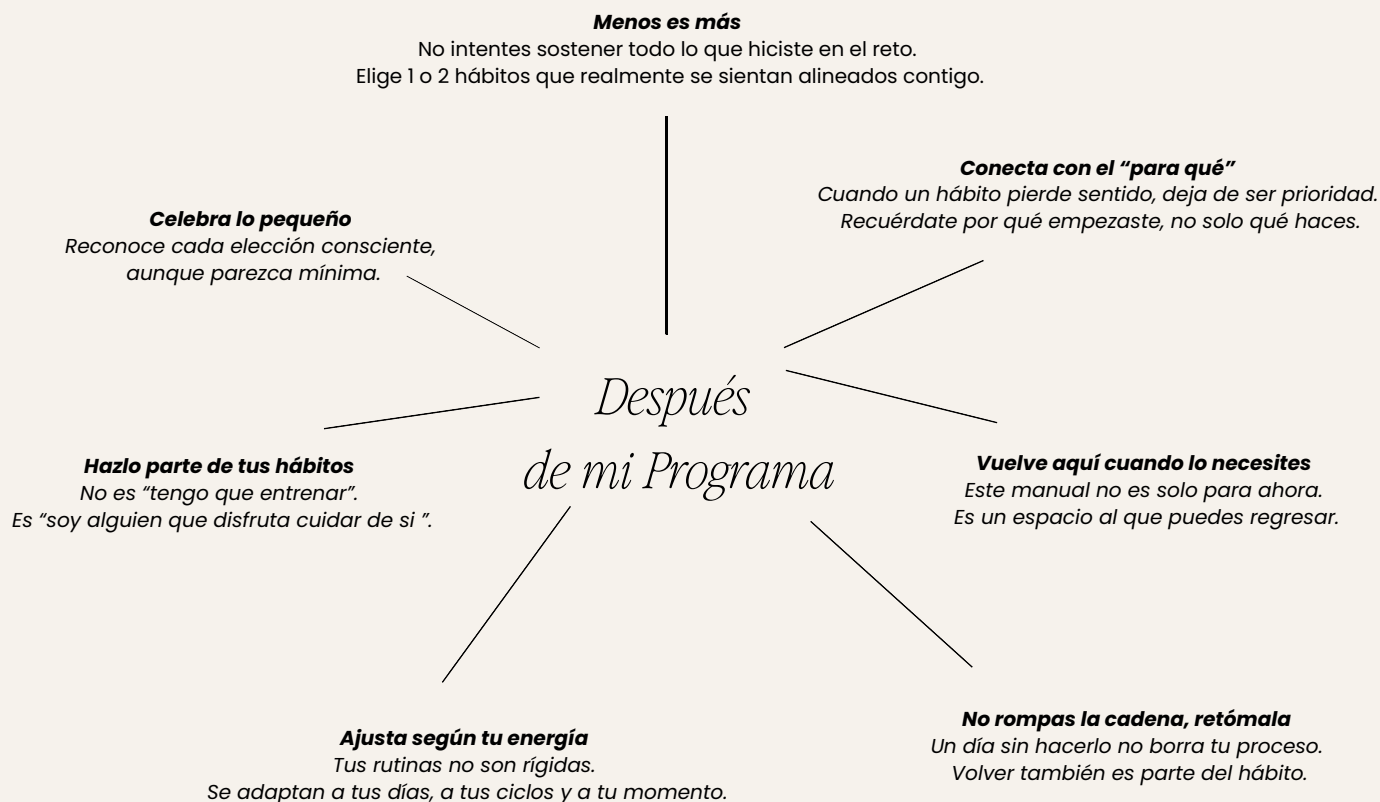 Menos es más
No intentes sostener todo lo que hiciste en el reto.
Elige 1 o 2 hábitos que realmente se sientan alineados contigo.
Conecta con el “para qué”
Cuando un hábito pierde sentido, deja de ser prioridad.
Recuérdate por qué empezaste, no solo qué haces.
Celebra lo pequeño
Reconoce cada elección consciente,
aunque parezca mínima.
Después
de mi Programa
Hazlo parte de tus hábitos
No es “tengo que entrenar”.
Es “soy alguien que disfruta cuidar de si ”.
Vuelve aquí cuando lo necesites
Este manual no es solo para ahora.
Es un espacio al que puedes regresar.
Ajusta según tu energía
Tus rutinas no son rígidas.
Se adaptan a tus días, a tus ciclos y a tu momento.
No rompas la cadena, retómala
Un día sin hacerlo no borra tu proceso.
Volver también es parte del hábito.